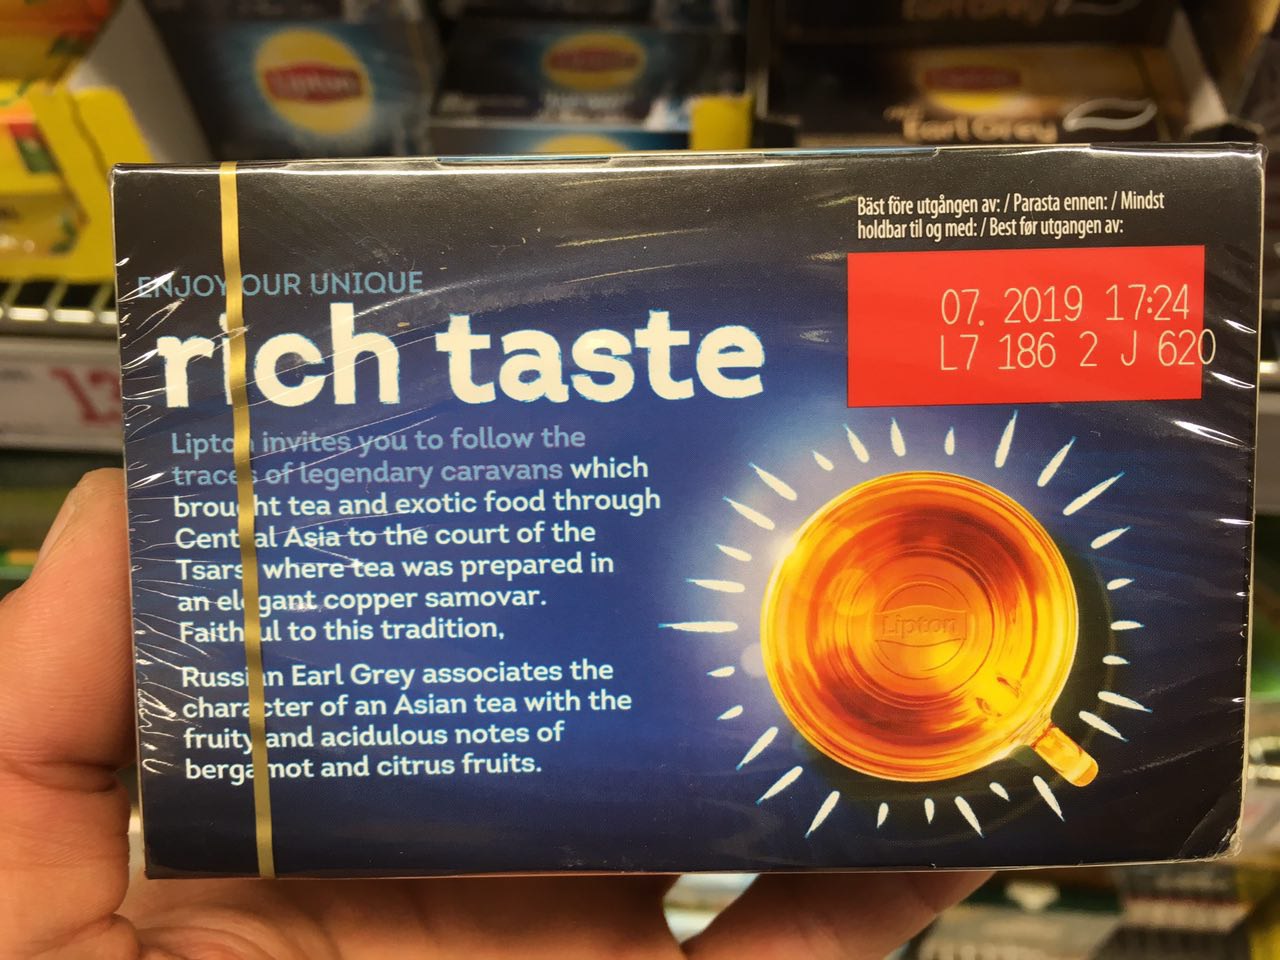 Lipton
Lipton
Earl Grey
Bäst före utgången av: / Parasta ennen: / Mindst
holdbar til og med: / Best før utgangen av:
07. 2019 17:24
L7 186 2 J 620
ENJOY OUR UNIQUE
rich taste
Lipton invites you to follow the
traces of legendary caravans which
brought tea and exotic food through
Central Asia to the court of the
Tsars, where tea was prepared in
an elegant copper samovar.
Faithful to this tradition,
Russian Earl Grey associates the
character of an Asian tea with the
fruity and acidulous notes of
bergamot and citrus fruits.
Lipton
13